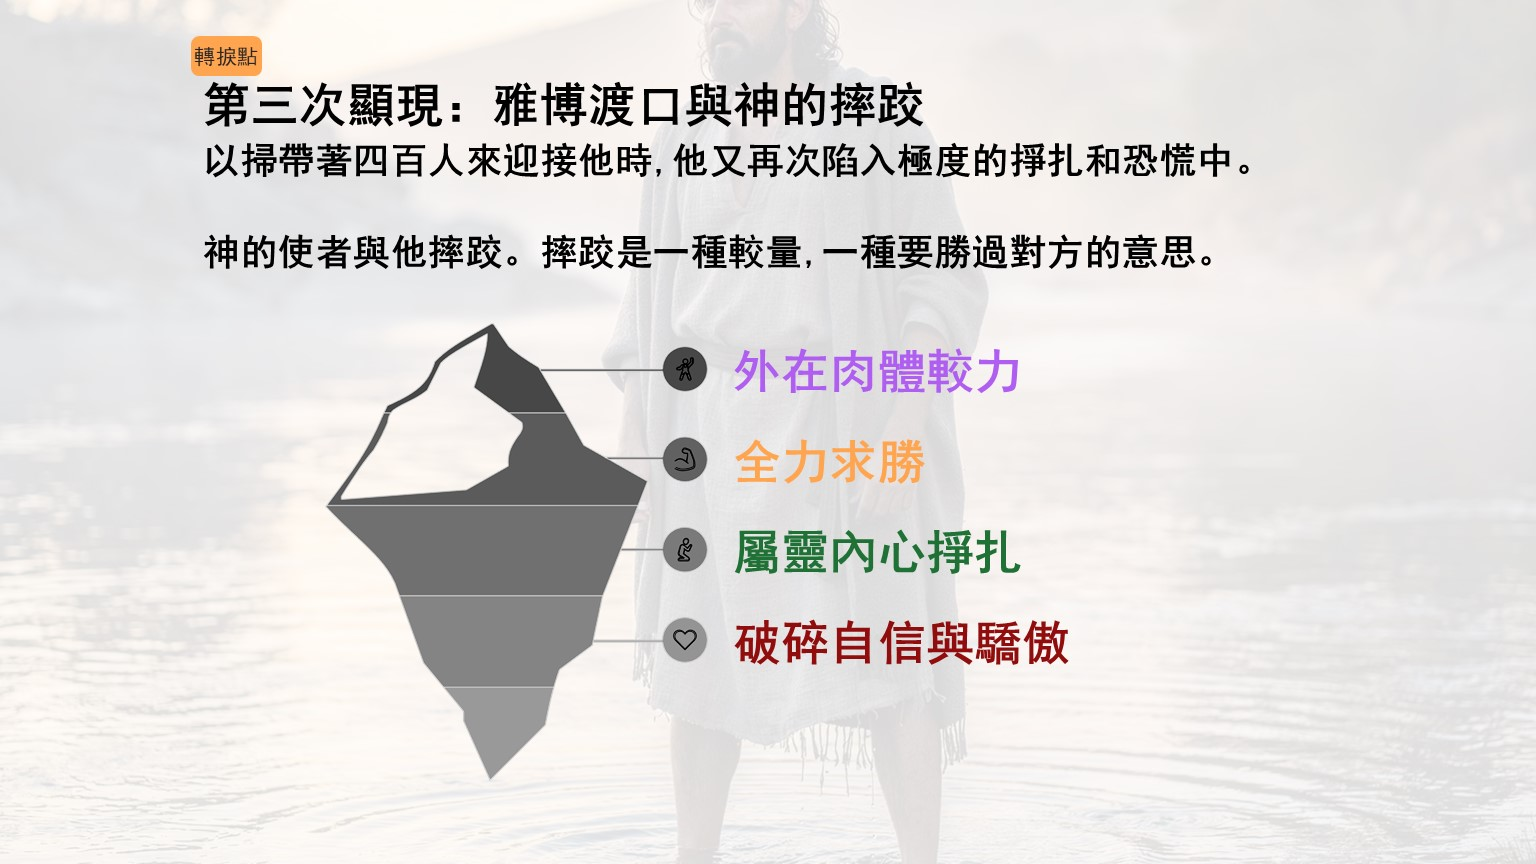 轉捩點
第三次顯現：雅博渡口與神的摔跤
以掃帶著四百人來迎接他時,他又再次陷入極度的掙扎和恐慌中。
神的使者與他摔跤。摔跤是一種較量,一種要勝過對方的意思。
外在肉體較力
全力求勝
屬靈內心掙扎
破碎自信與驕傲